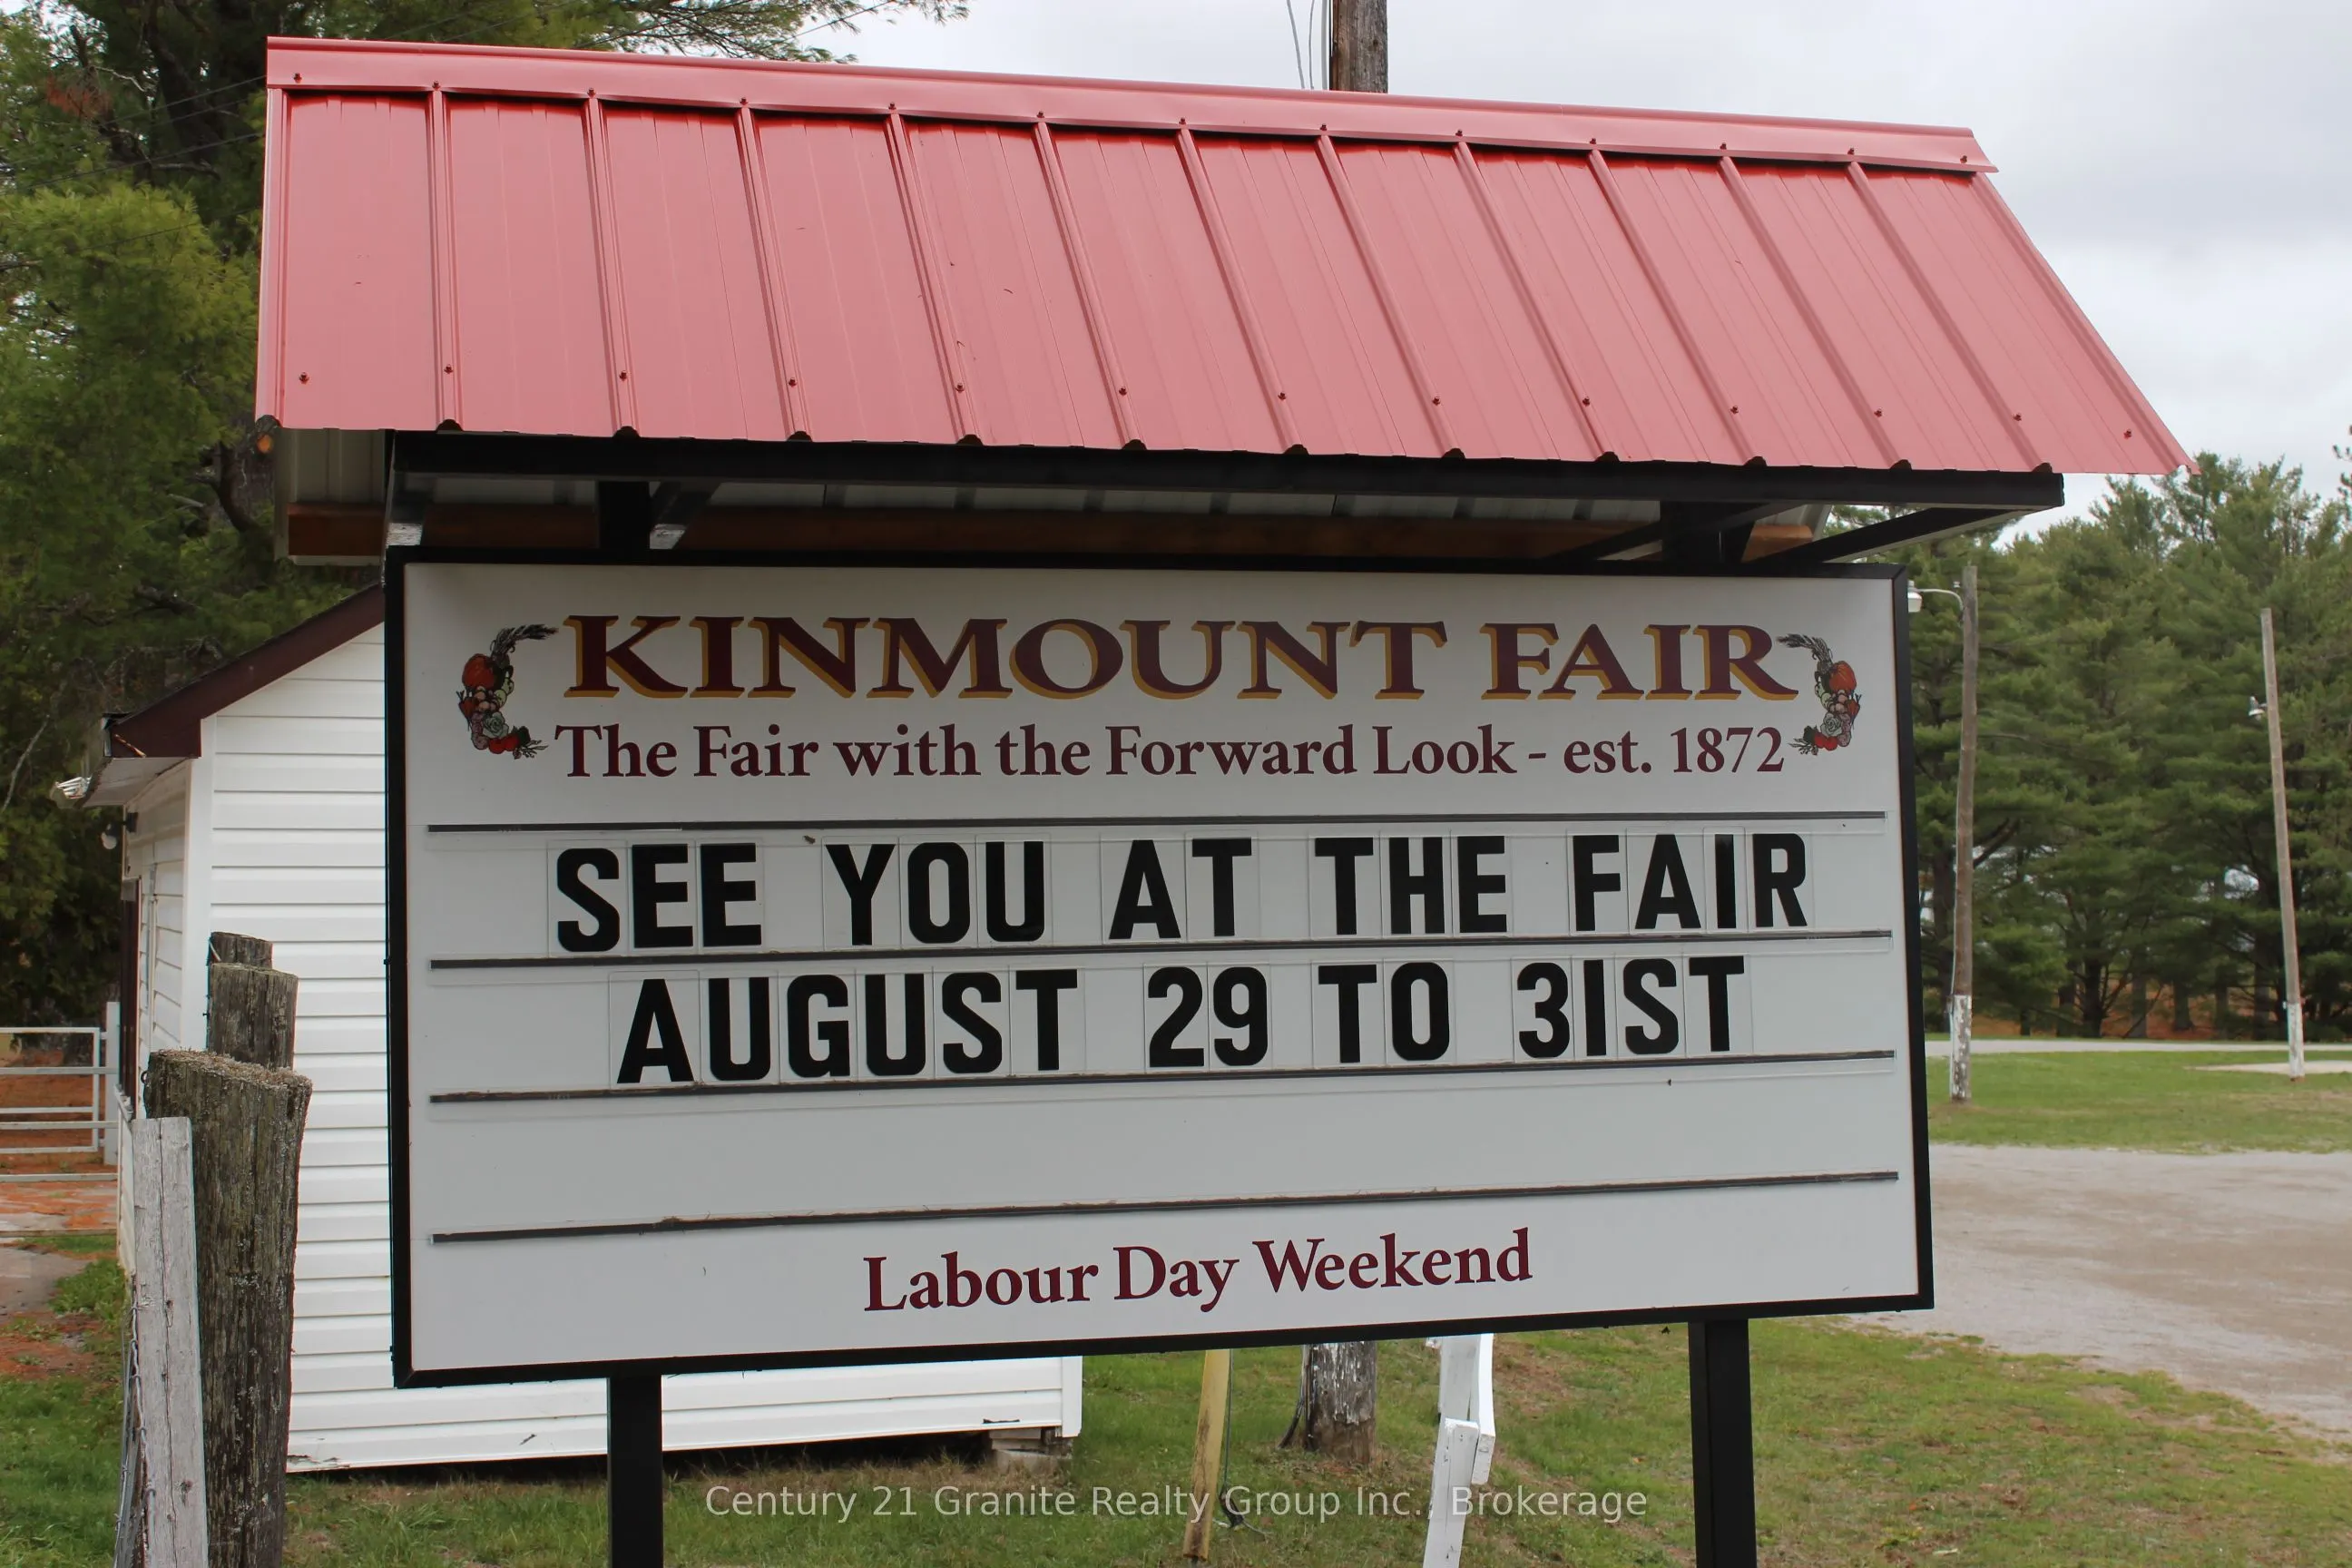 KINMOUNT FAIR
The Fair with the Forward Look - est. 1872
SEE YOU AT THE FAIR
AUGUST 29 TO 31ST
Labour Day Weekend
Century 21 Granite Realty Group Inc., Brokerage